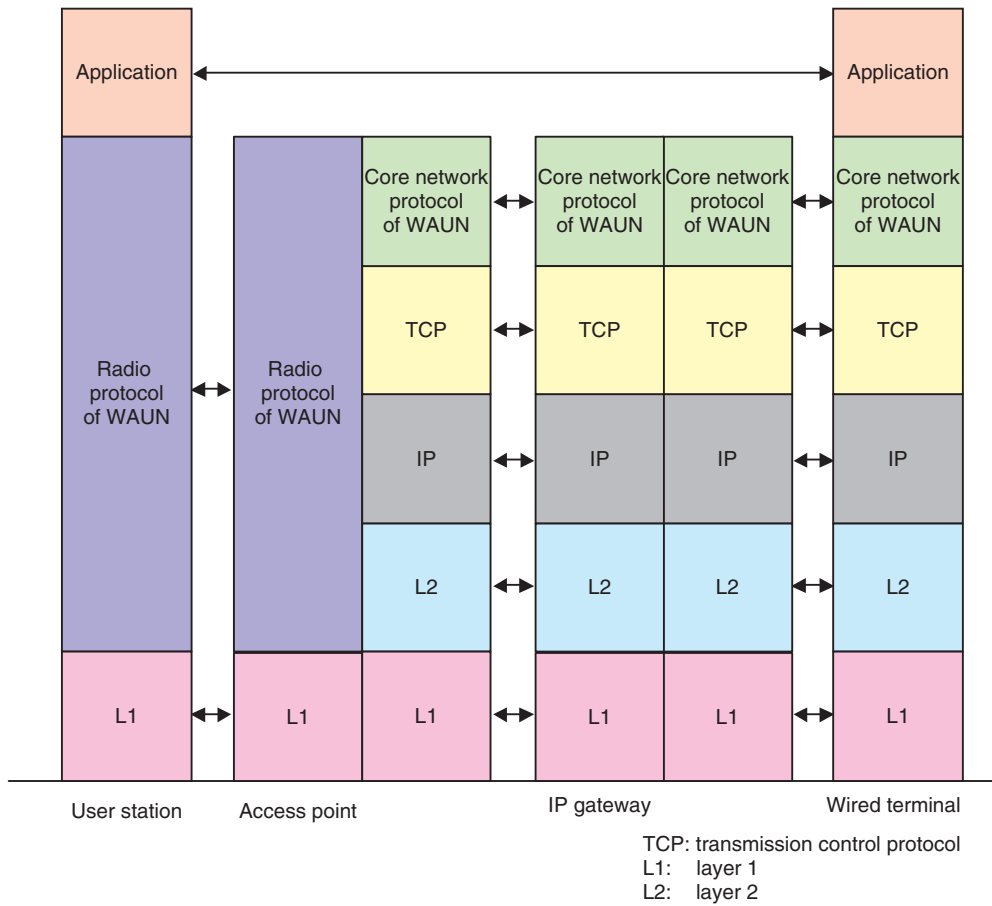 Application
Application
Core network
protocol
of WAUN
Core network
protocol
of WAUN
Core network
protocol
of WAUN
Core network
protocol
of WAUN
TCP
TCP
TCP
TCP
Radio
protocol
of WAUN
Radio
protocol
of WAUN
IP
IP
IP
IP
L2
L2
L2
L2
L1
L1
L1
L1
L1
L1
User station
Access point
IP gateway
Wired terminal
TCP: transmission control protocol
L1: layer 1
L2: layer 2